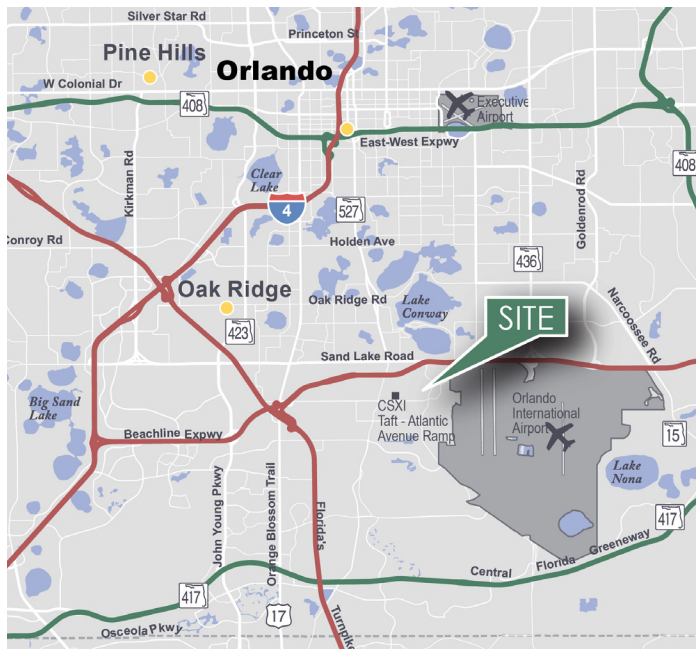 Silver Star Rd
Princeton St
Pine Hills
Orlando
W Colonial Dr
408
Executive
Airport
East-West Expwy
408
Kirkman Rd
Clear
Lake
Goldenrod Rd
4
527
Conroy Rd
Holden Ave
436
Oak Ridge
Oak Ridge Rd
Lake
Conway
SITE
Narcoossee Rd
423
Sand Lake Road
Big Sand
Lake
CSXI
Taft - Atlantic
Avenue Ramp
Orlando
International
Airport
15
Beachline Expwy
Lake
Nona
John Young Pkwy
Orange Blossom Trail
Florida's
Turnpike
417
Central
Florida
Greeneway
417
17
Osceola Pkwy